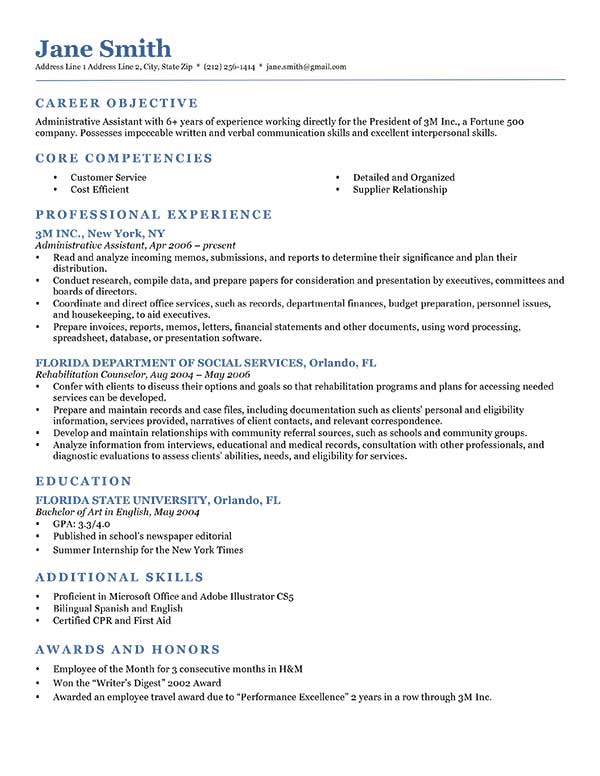 Jane Smith
Address Line 1 Address Line 2, City, State Zip * (212) 256-1414 * jane.smith@gmail.com
CAREER OBJECTIVE
Administrative Assistant with 6+ years of experience working directly for the President of 3M Inc., a Fortune 500
company. Possesses impeccable written and verbal communication skills and excellent interpersonal skills.
CORE COMPETENCIES
• Customer Service
• Cost Efficient
• Detailed and Organized
• Supplier Relationship
PROFESSIONAL EXPERIENCE
3M INC., New York, NY
Administrative Assistant, Apr 2006 – present
• Read and analyze incoming memos, submissions, and reports to determine their significance and plan their
distribution.
• Conduct research, compile data, and prepare papers for consideration and presentation by executives, committees and
boards of directors.
• Coordinate and direct office services, such as records, departmental finances, budget preparation, personnel issues,
and housekeeping, to aid executives.
• Prepare invoices, reports, memos, letters, financial statements and other documents, using word processing,
spreadsheet, database, or presentation software.
FLORIDA DEPARTMENT OF SOCIAL SERVICES, Orlando, FL
Rehabilitation Counselor, Aug 2004 – May 2006
• Confer with clients to discuss their options and goals so that rehabilitation programs and plans for accessing needed
services can be developed.
• Prepare and maintain records and case files, including documentation such as clients' personal and eligibility
information, services provided, narratives of client contacts, and relevant correspondence.
• Develop and maintain relationships with community referral sources, such as schools and community groups.
• Analyze information from interviews, educational and medical records, consultation with other professionals, and
diagnostic evaluations to assess clients' abilities, needs, and eligibility for services.
EDUCATION
FLORIDA STATE UNIVERSITY, Orlando, FL
Bachelor of Art in English, May 2004
• GPA: 3.3/4.0
• Published in school's newspaper editorial
• Summer Internship for the New York Times
ADDITIONAL SKILLS
• Proficient in Microsoft Office and Adobe Illustrator CS5
• Bilingual Spanish and English
• Certified CPR and First Aid
AWARDS AND HONORS
• Employee of the Month for 3 consecutive months in H&M
• Won the “Writer's Digest” 2002 Award
• Awarded an employee travel award due to “Performance Excellence” 2 years in a row through 3M Inc.